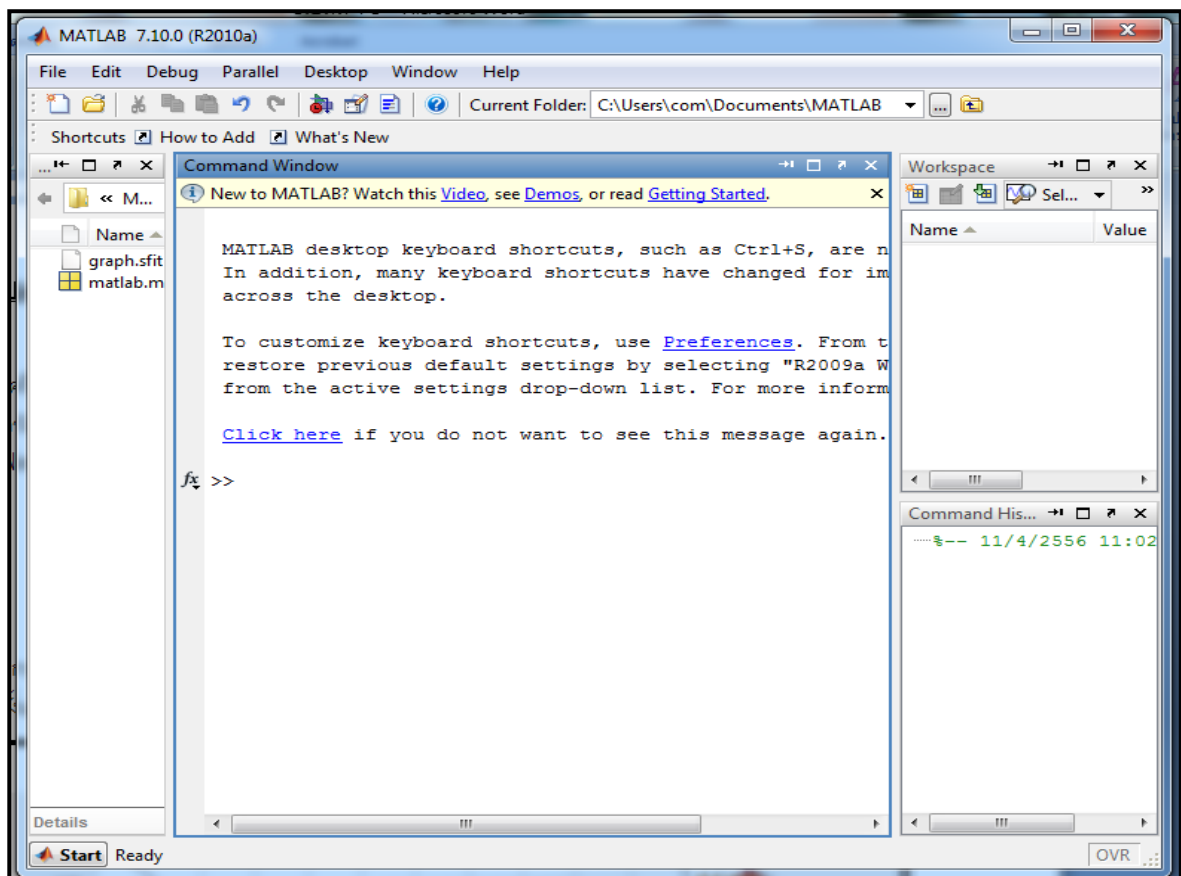 MATLAB 7.10.0 (R2010a)
File Edit Debug Parallel Desktop Window Help
Current Folder: C:\Users\com\Documents\MATLAB
Shortcuts How to Add What's New
Command Window
Workspace
« M...
New to MATLAB? Watch this Video, see Demos, or read Getting Started.
Sel...
Name
Name Value
graph.sfit
matlab.m
MATLAB desktop keyboard shortcuts, such as Ctrl+S, are n
In addition, many keyboard shortcuts have changed for im
across the desktop.
To customize keyboard shortcuts, use Preferences. From t
restore previous default settings by selecting "R2009a W
from the active settings drop-down list. For more inform
Click here if you do not want to see this message again.
fx >>
Command His...
%-- 11/4/2556 11:02
Details
Start Ready
OVR